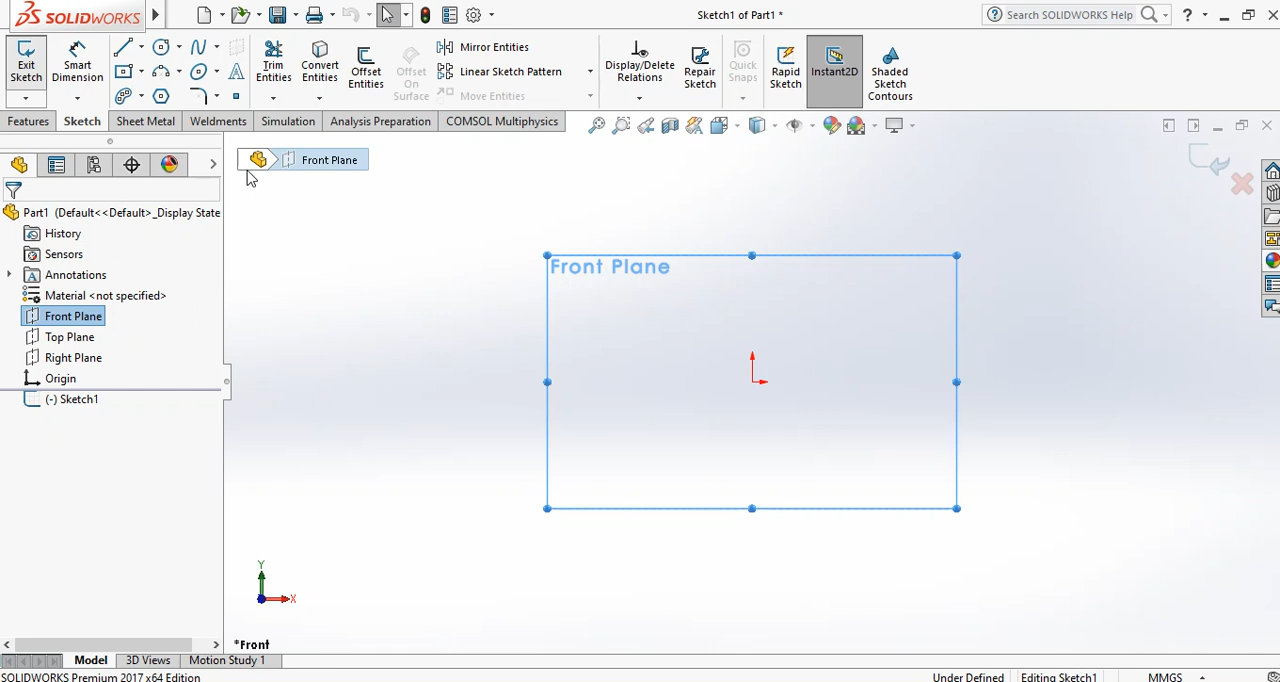 SOLIDWORKS
Sketch1 of Part1 *
Search SOLIDWORKS Help
?
Exit Sketch
Smart Dimension
Trim Entities
Convert Entities
Offset Entities
Offset On Surface
Mirror Entities
Linear Sketch Pattern
Move Entities
Display/Delete Relations
Repair Sketch
Quick Snaps
Rapid Sketch
Instant2D
Shaded Sketch Contours
Features
Sketch
Sheet Metal
Weldments
Simulation
Analysis Preparation
COMSOL Multiphysics
Front Plane
Part1 (Default<<Default>_Display State
History
Sensors
Annotations
Material <not specified>
Front Plane
Top Plane
Right Plane
Origin
(-) Sketch1
Front Plane
Y
X
*Front
Model
3D Views
Motion Study 1
SOLIDWORKS Premium 2017 x64 Edition
Under Defined
Editing Sketch1
MMGS